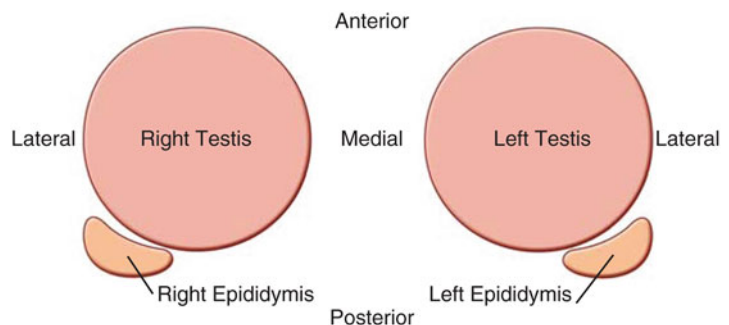 Anterior
Lateral
Right Testis
Medial
Left Testis
Lateral
Right Epididymis
Left Epididymis
Posterior